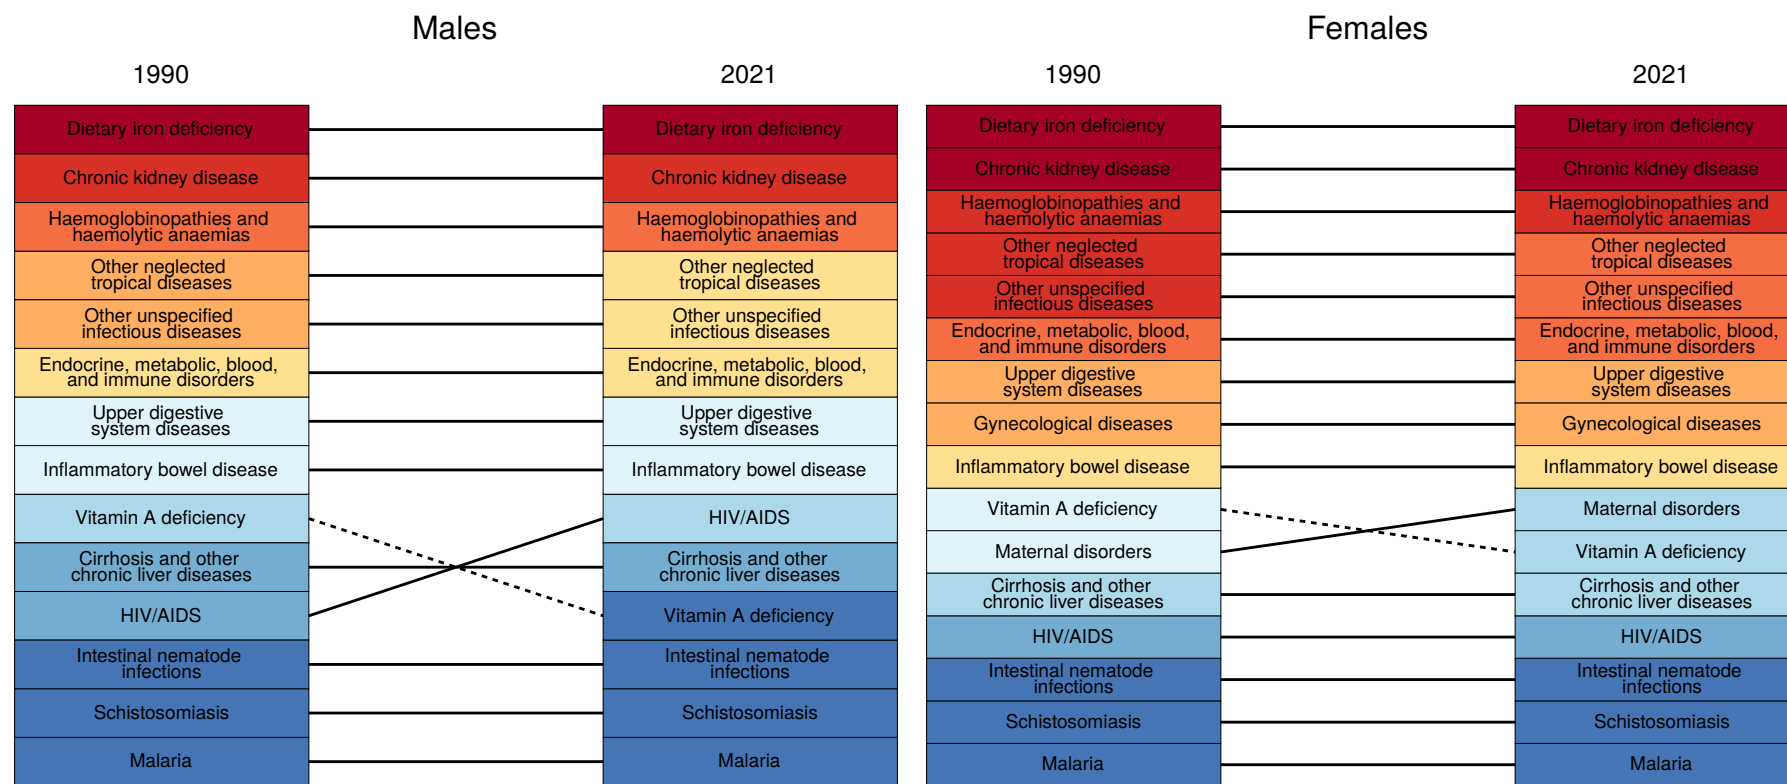 Males
1990
2021
Dietary iron deficiency
Chronic kidney disease
Haemoglobinopathies and
haemolytic anaemias
Other neglected
tropical diseases
Other unspecified
infectious diseases
Endocrine, metabolic, blood,
and immune disorders
Upper digestive
system diseases
Inflammatory bowel disease
Vitamin A deficiency
Cirrhosis and other
chronic liver diseases
HIV/AIDS
Intestinal nematode
infections
Schistosomiasis
Malaria
Dietary iron deficiency
Chronic kidney disease
Haemoglobinopathies and
haemolytic anaemias
Other neglected
tropical diseases
Other unspecified
infectious diseases
Endocrine, metabolic, blood,
and immune disorders
Upper digestive
system diseases
Inflammatory bowel disease
HIV/AIDS
Cirrhosis and other
chronic liver diseases
Vitamin A deficiency
Intestinal nematode
infections
Schistosomiasis
Malaria
Females
1990
2021
Dietary iron deficiency
Chronic kidney disease
Haemoglobinopathies and
haemolytic anaemias
Other neglected
tropical diseases
Other unspecified
infectious diseases
Endocrine, metabolic, blood,
and immune disorders
Upper digestive
system diseases
Gynecological diseases
Inflammatory bowel disease
Vitamin A deficiency
Maternal disorders
Cirrhosis and other
chronic liver diseases
HIV/AIDS
Intestinal nematode
infections
Schistosomiasis
Malaria
Dietary iron deficiency
Chronic kidney disease
Haemoglobinopathies and
haemolytic anaemias
Other neglected
tropical diseases
Other unspecified
infectious diseases
Endocrine, metabolic, blood,
and immune disorders
Upper digestive
system diseases
Gynecological diseases
Inflammatory bowel disease
Maternal disorders
Vitamin A deficiency
Cirrhosis and other
chronic liver diseases
HIV/AIDS
Intestinal nematode
infections
Schistosomiasis
Malaria